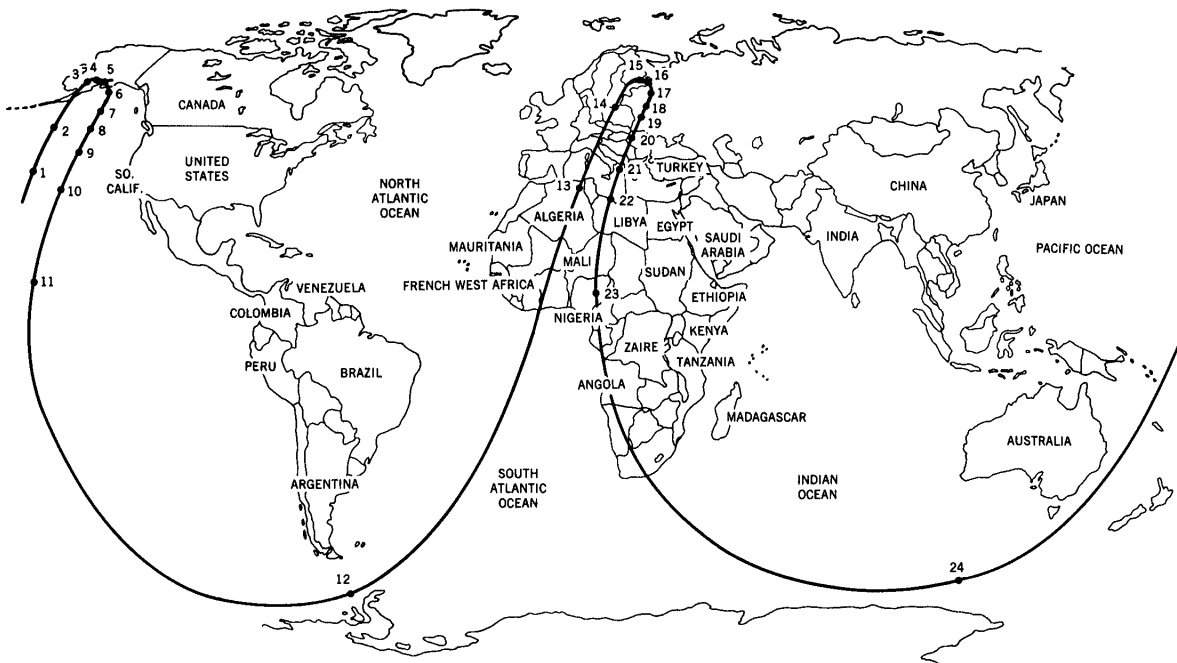 15
3
4
5
16
6
17
CANADA
14
7
18
2
8
19
20
9
UNITED
STATES
1
SO.
CALIF.
10
NORTH
ATLANTIC
OCEAN
13
21
TURKEY
22
CHINA
JAPAN
ALGERIA
LIBYA
EGYPT
SAUDI
ARABIA
INDIA
PACIFIC OCEAN
MAURITANIA
MALI
SUDAN
11
FRENCH WEST AFRICA
VENEZUELA
23
ETHIOPIA
COLOMBIA
NIGERIA
KENYA
ZAIRE
TANZANIA
PERU
BRAZIL
ANGOLA
MADAGASCAR
AUSTRALIA
ARGENTINA
SOUTH
ATLANTIC
OCEAN
INDIAN
OCEAN
12
24